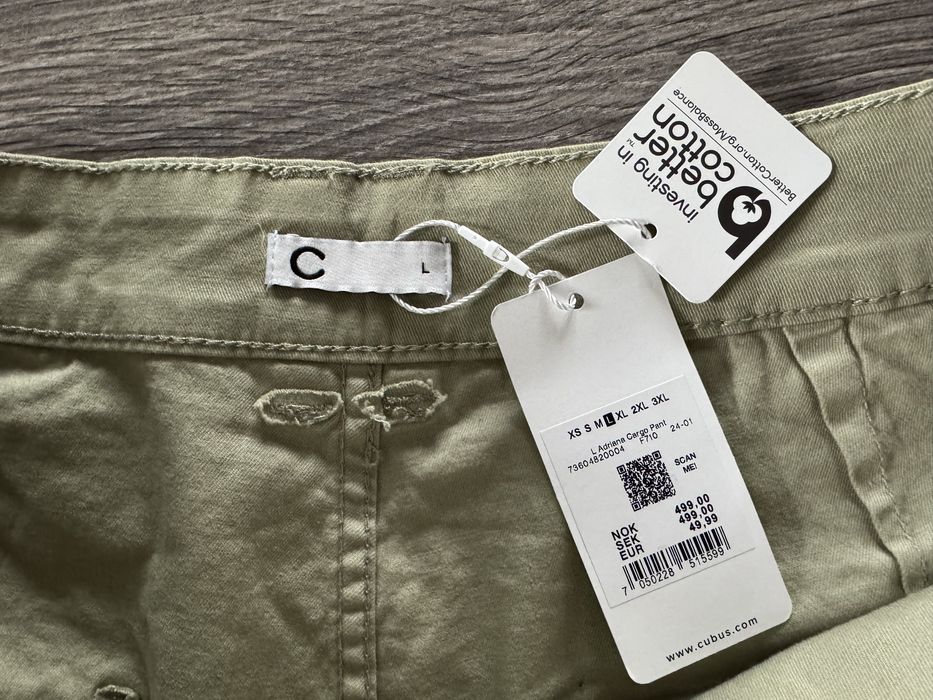 C
L
investing in
better
cotton™
BetterCotton.org/MassBalance
XS S M L XL 2XL 3XL
L Adriana Cargo Pant
73604820004 F710 24-01
SCAN
ME!
NOK 499,00
SEK 499,00
EUR 49,99
7 050228 515599
www.cubus.com